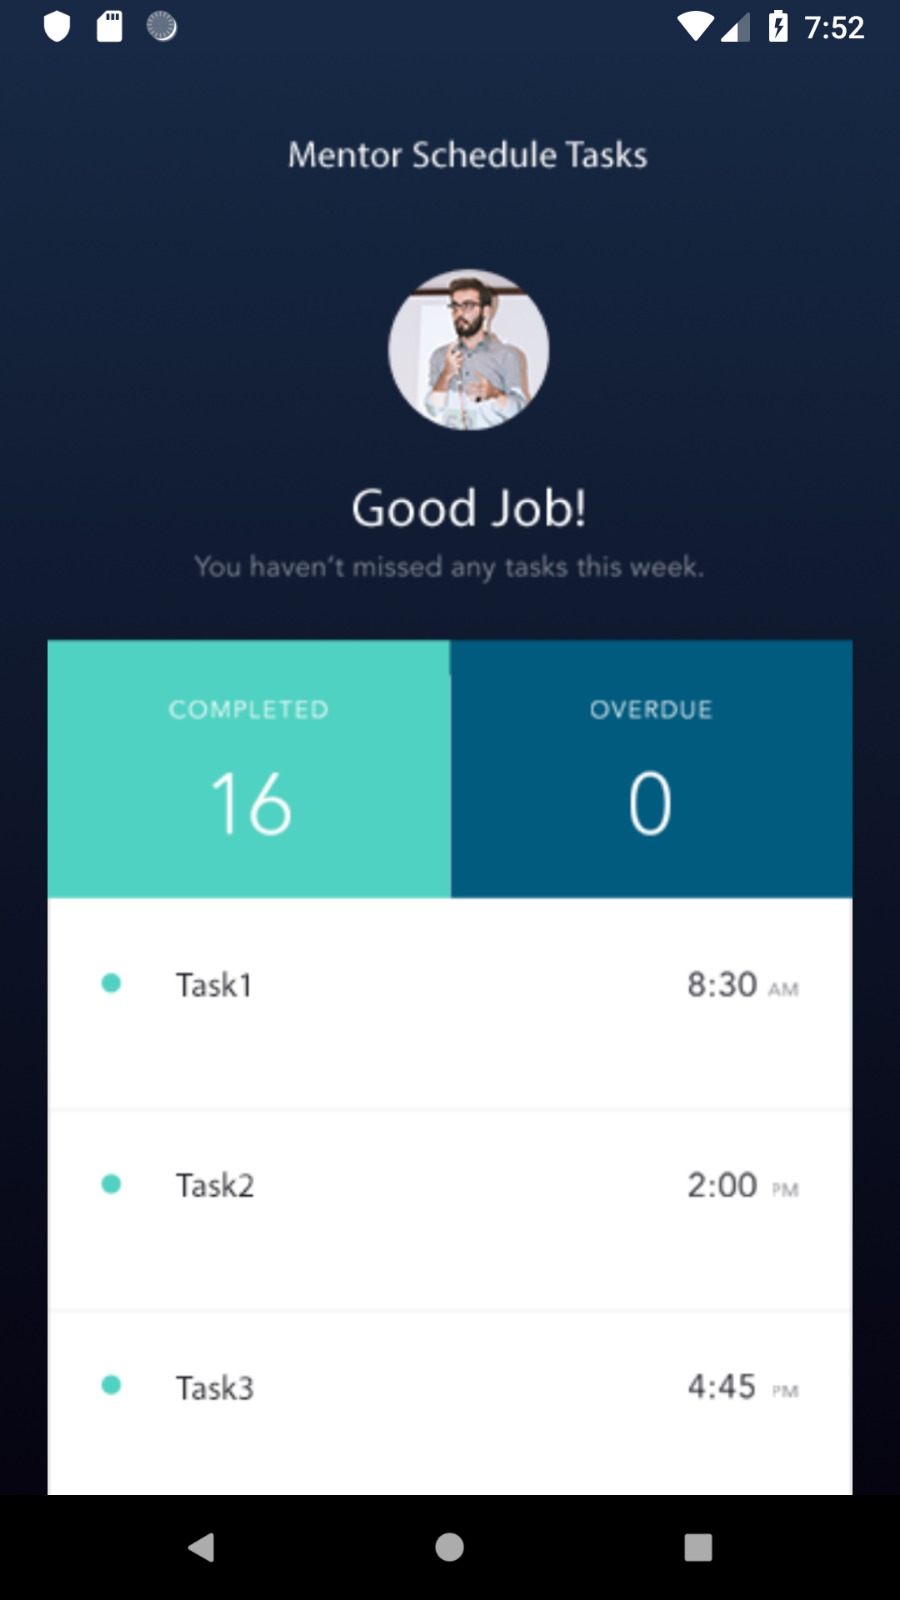 7:52
Mentor Schedule Tasks
Good Job!
You haven't missed any tasks this week.
COMPLETED OVERDUE
16 0
Task1 8:30 AM
Task2 2:00 PM
Task3 4:45 PM